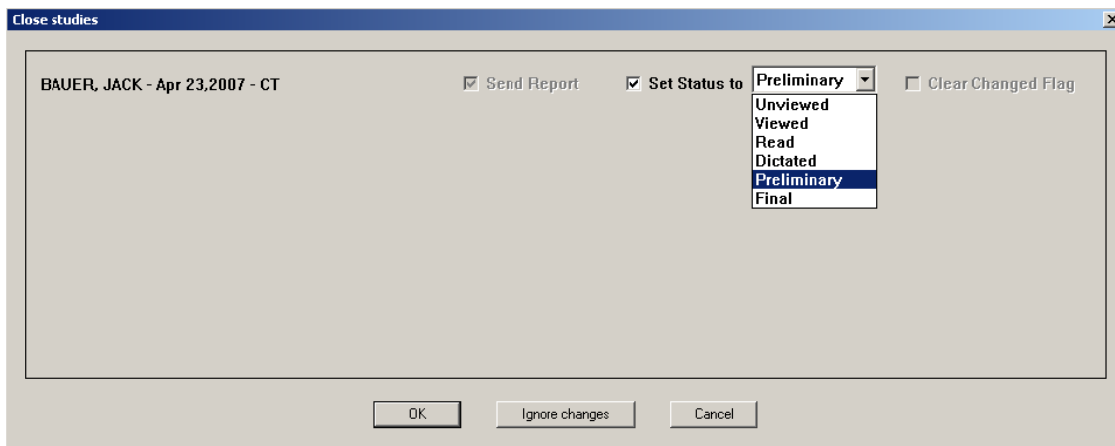 Close studies
BAUER, JACK - Apr 23,2007 - CT Send Report Set Status to Preliminary Clear Changed Flag
Unviewed
Viewed
Read
Dictated
Preliminary
Final
OK Ignore changes Cancel